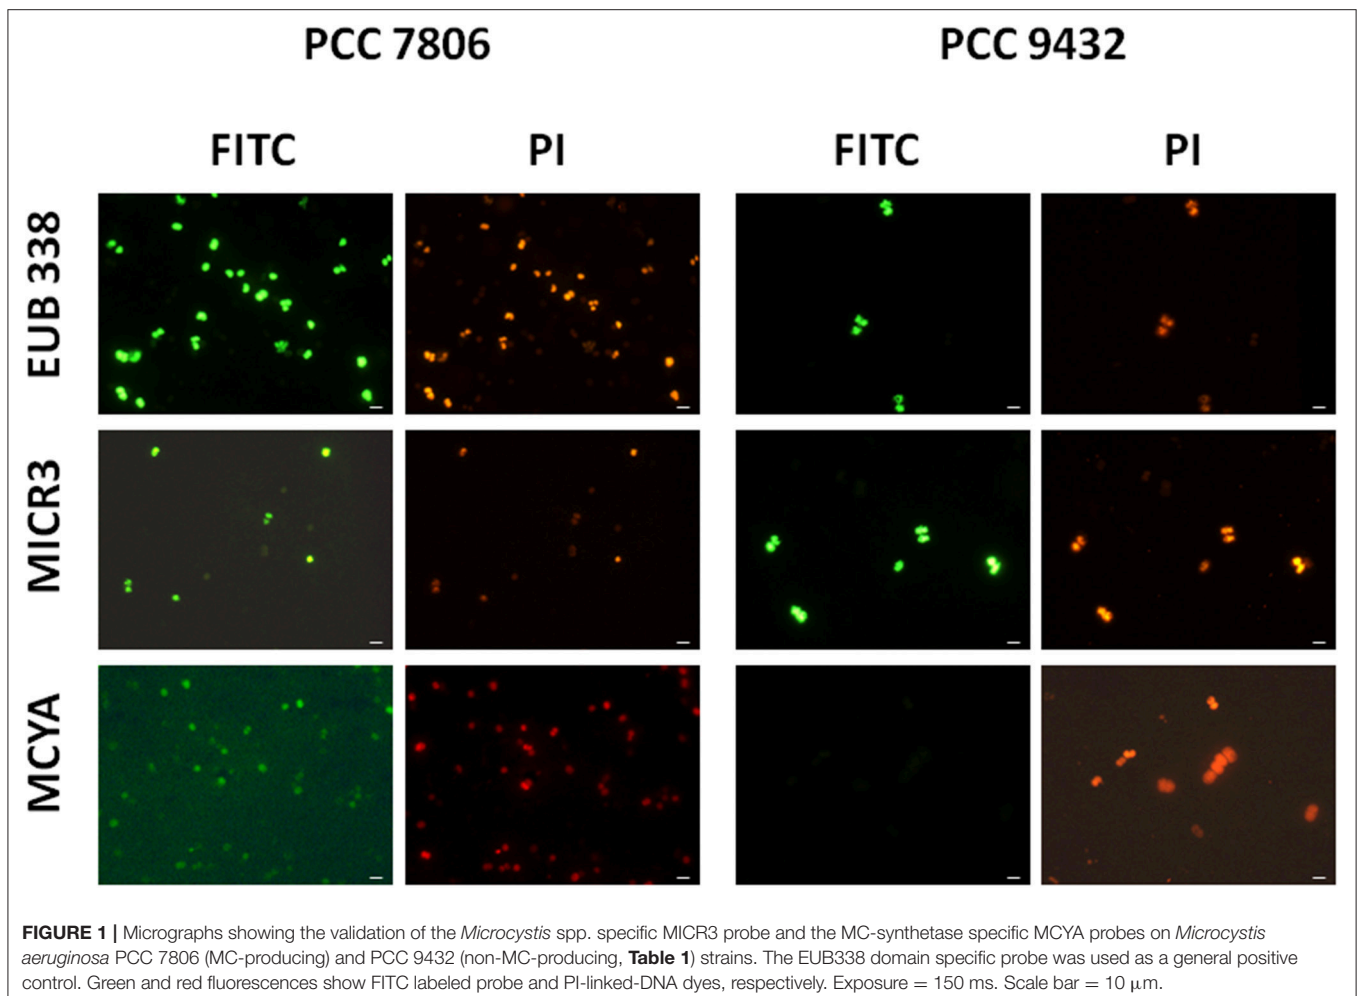 PCC 7806 PCC 9432
FITC PI FITC PI
EUB 338
MICR3
MCYA
FIGURE 1 | Micrographs showing the validation of the Microcystis spp. specific MICR3 probe and the MC-synthetase specific MCYA probes on Microcystis
aeruginosa PCC 7806 (MC-producing) and PCC 9432 (non-MC-producing, Table 1) strains. The EUB338 domain specific probe was used as a general positive
control. Green and red fluorescences show FITC labeled probe and PI-linked-DNA dyes, respectively. Exposure = 150 ms. Scale bar = 10 μm.